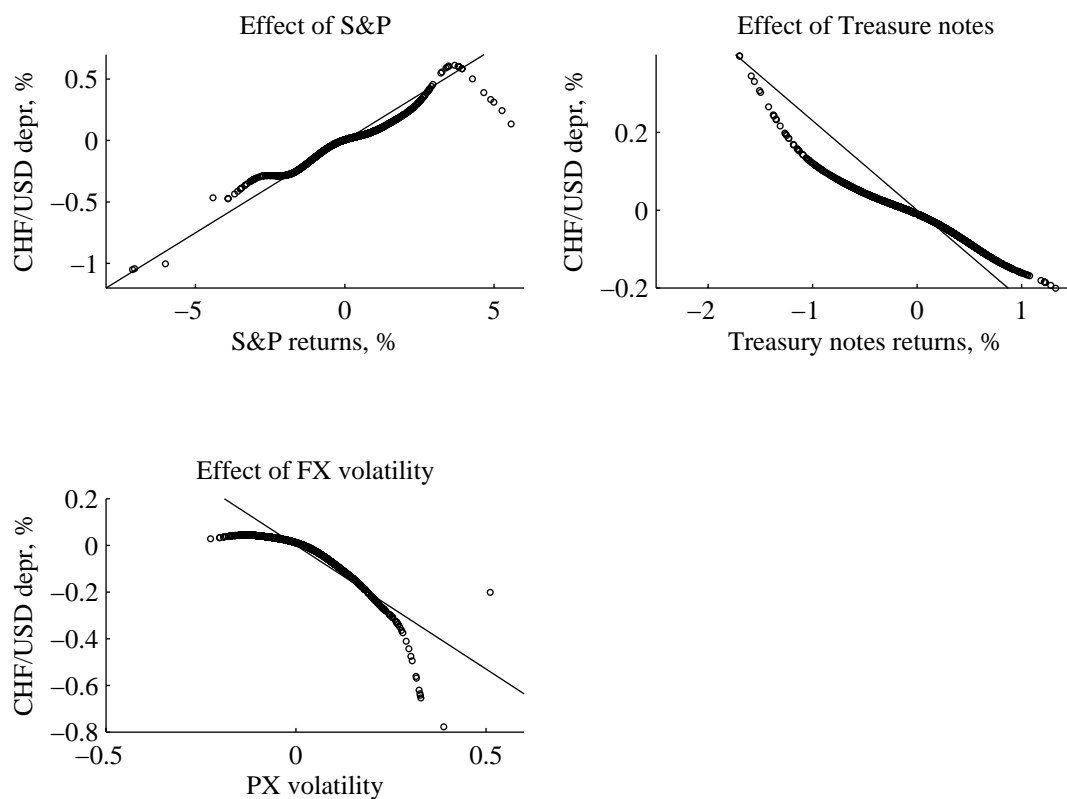 Effect of S&P
CHF/USD depr, %
0.5
0
−0.5
−1
−5
0
5
S&P returns, %
Effect of Treasure notes
CHF/USD depr, %
0.2
0
−0.2
−2
−1
0
1
Treasury notes returns, %
Effect of FX volatility
CHF/USD depr, %
0.2
0
−0.2
−0.4
−0.6
−0.8
−0.5
0
0.5
PX volatility